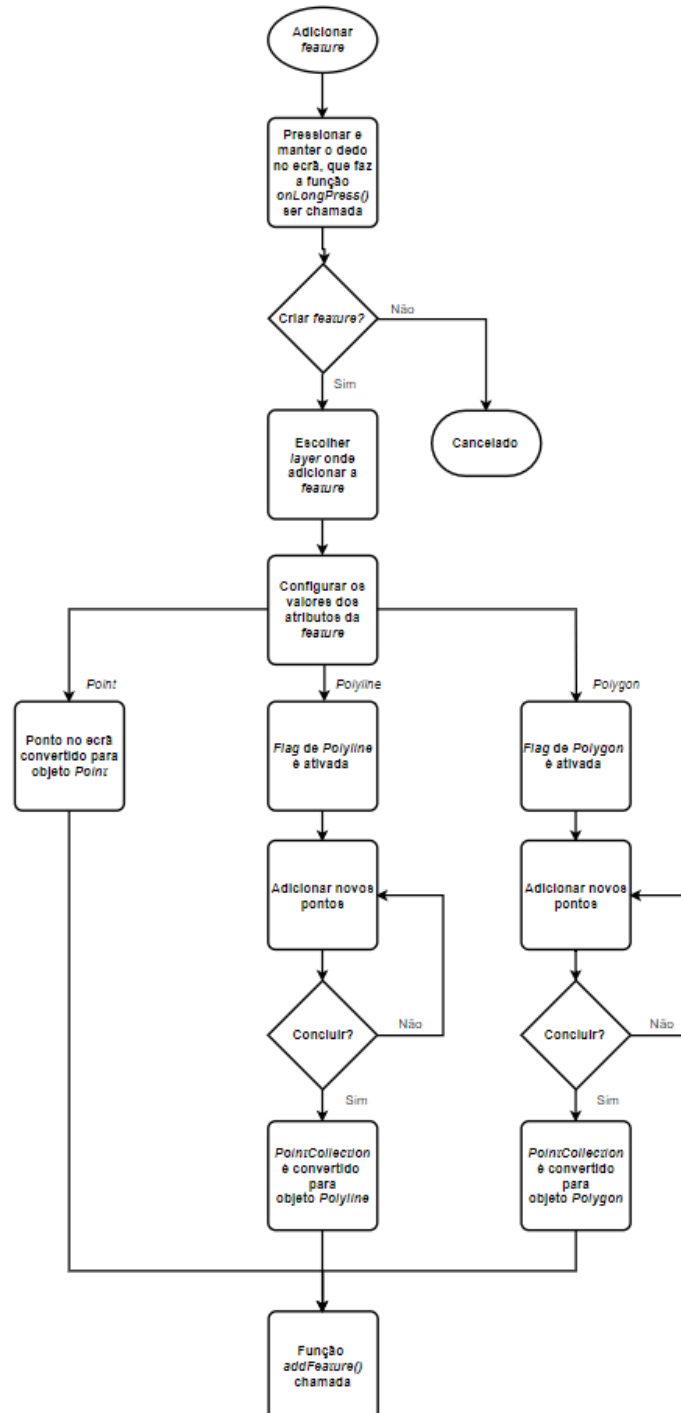 Adicionar
feature
Pressionar e
manter o dedo
no ecrã, que faz
a função
onLongPress()
ser chamada
Criar feature?
Não
Sim
Cancelado
Escolher
layer onde
adicionar a
feature
Configurar os
valores dos
atributos da
feature
Point
Polyline
Polygon
Ponto no ecrã
convertido para
objeto Point
Flag de Polyline
é ativada
Flag de Polygon
é ativada
Adicionar novos
pontos
Adicionar novos
pontos
Concluir?
Não
Concluir?
Não
Sim
Sim
PointCollection
é convertido
para
objeto Polyline
PointCollection
é convertido
para
objeto Polygon
Função
addFeature()
chamada